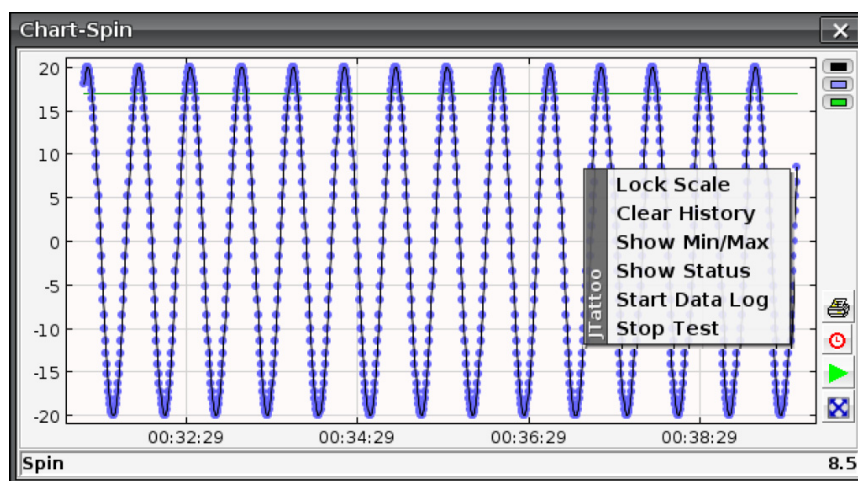 Chart-Spin
20
15
10
5
0
-5
-10
-15
-20
Lock Scale
Clear History
Show Min/Max
Show Status
Start Data Log
Stop Test
JTattoo
00:32:29 00:34:29 00:36:29 00:38:29
Spin 8.5